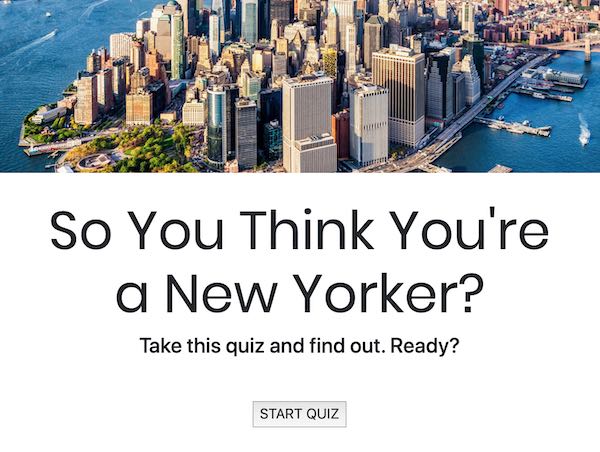 So You Think You're
a New Yorker?
Take this quiz and find out. Ready?
START QUIZ